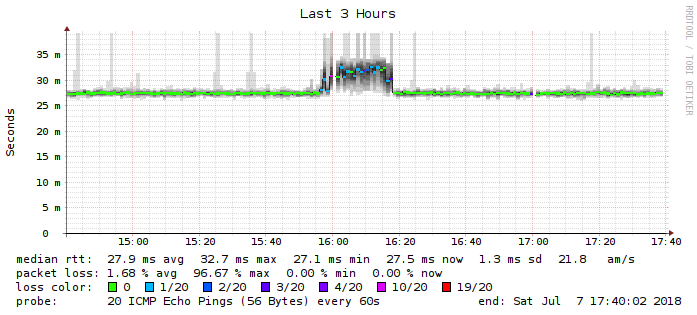 Last 3 Hours
RRDTOOL / TOBI OETIKER
Seconds
35 m
30 m
25 m
20 m
15 m
10 m
5 m
0
15:00 15:20 15:40 16:00 16:20 16:40 17:00 17:20 17:40
median rtt: 27.9 ms avg 32.7 ms max 27.1 ms min 27.5 ms now 1.3 ms sd 21.8 am/s
packet loss: 1.68 % avg 96.67 % max 0.00 % min 0.00 % now
loss color: 0 1/20 2/20 3/20 4/20 10/20 19/20
probe: 20 ICMP Echo Pings (56 Bytes) every 60s end: Sat Jul 7 17:40:02 2018